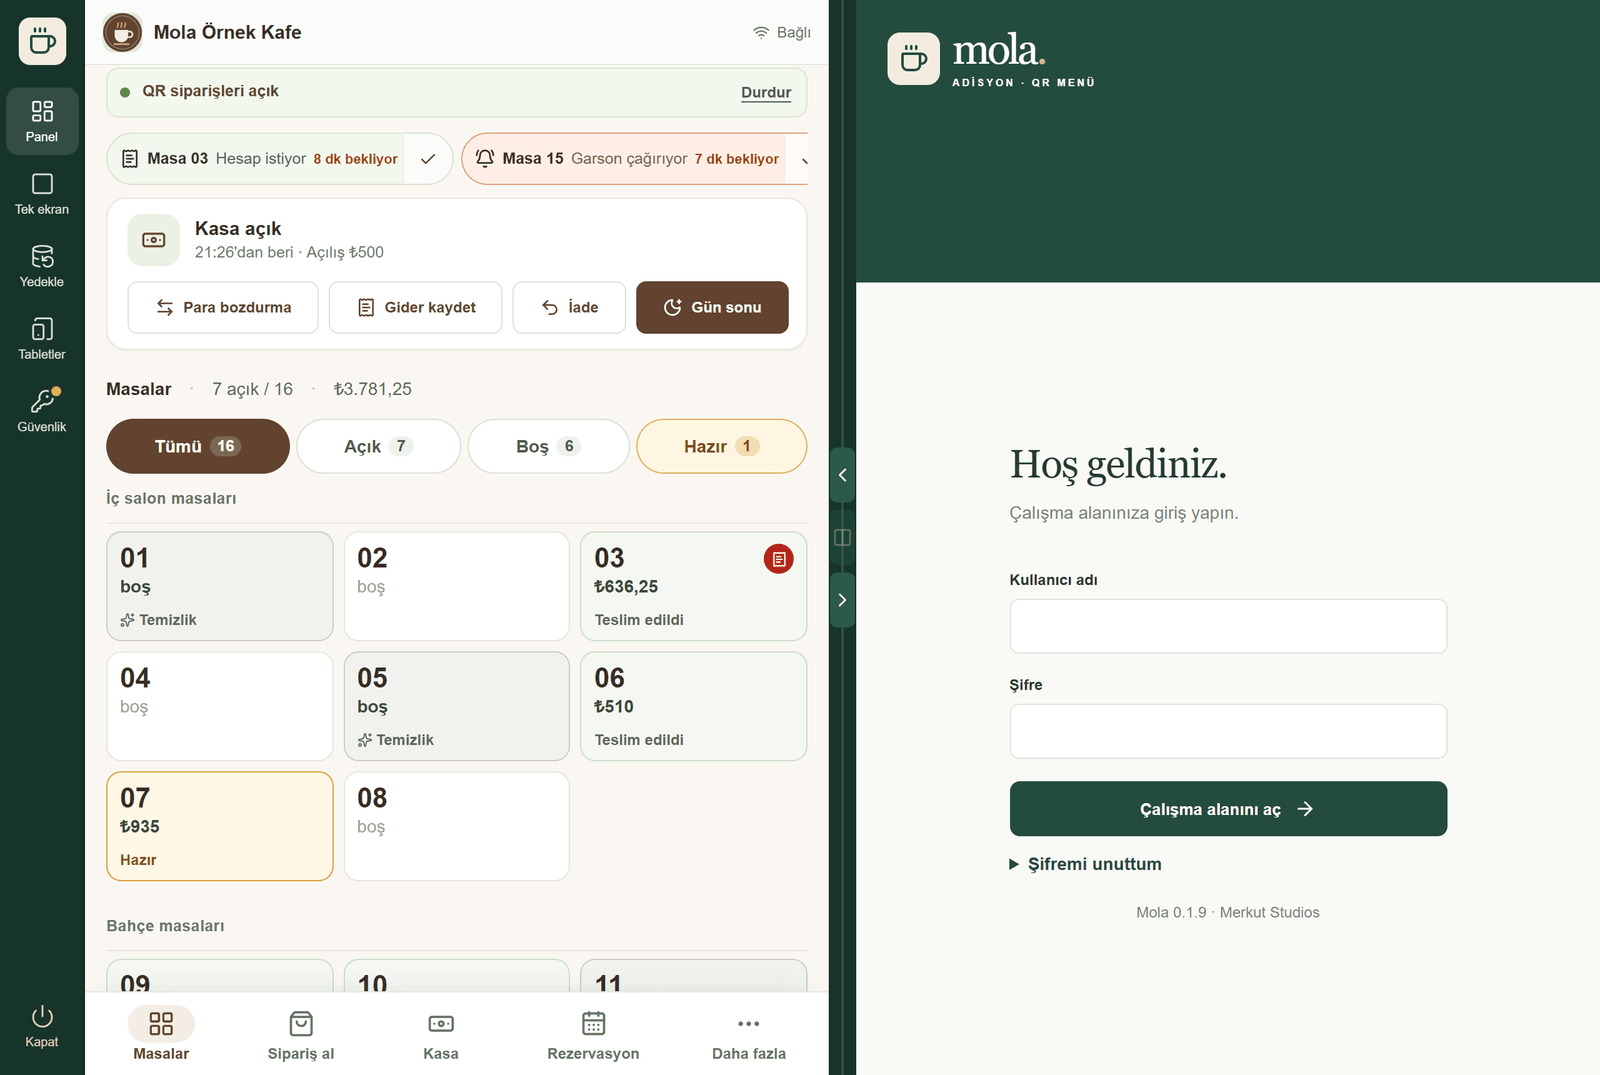 Panel
Tek ekran
Yedekle
Tabletler
Güvenlik
Kapat
Mola Örnek Kafe
Bağlı
QR siparişleri açık
Durdur
Masa 03 Hesap istiyor 8 dk bekliyor
Masa 15 Garson çağırıyor 7 dk bekliyor
Kasa açık
21:26'dan beri · Açılış ₺500
Para bozdurma
Gider kaydet
İade
Gün sonu
Masalar · 7 açık / 16 · ₺3.781,25
Tümü 16
Açık 7
Boş 6
Hazır 1
İç salon masaları
01
boş
Temizlik
02
boş
03
₺636,25
Teslim edildi
04
boş
05
boş
Temizlik
06
₺510
Teslim edildi
07
₺935
Hazır
08
boş
Bahçe masaları
09
10
11
Masalar
Sipariş al
Kasa
Rezervasyon
Daha fazla
mola.
ADİSYON · QR MENÜ
Hoş geldiniz.
Çalışma alanınıza giriş yapın.
Kullanıcı adı
Şifre
Çalışma alanını aç
Şifremi unuttum
Mola 0.1.9 · Merkut Studios